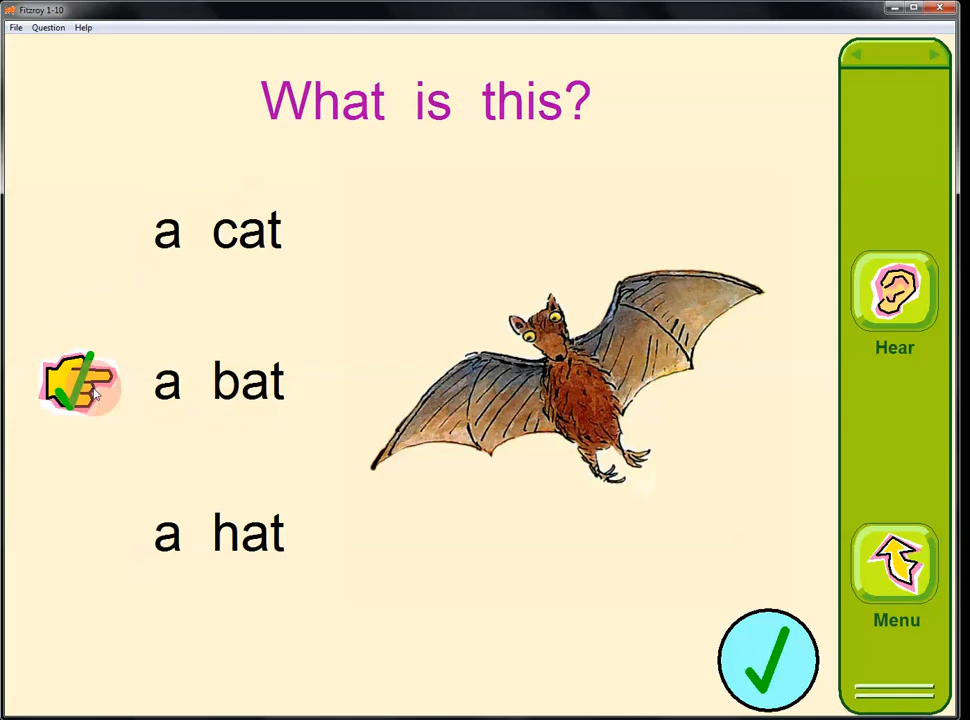 Fitzroy 1-10
File Question Help
What is this?
a cat
a bat
a hat
Hear
Menu